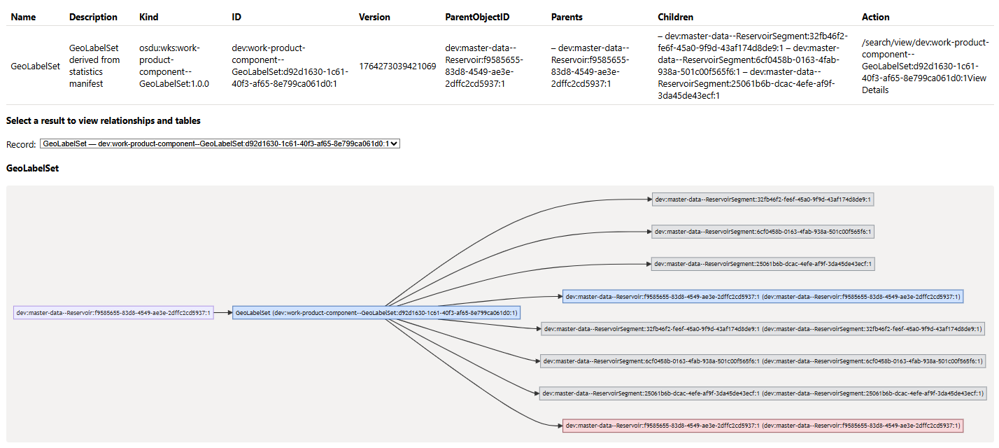 Name Description Kind ID Version ParentObjectID Parents Children Action
GeoLabelSet
GeoLabelSet
derived from
statistics
manifest
osdu:wks:work-
product-
component--
GeoLabelSet:1.0.0
dev:work-product-
component--
GeoLabelSet:d92d1630-1c61-
40f3-af65-8e799ca061d0:1
1764273039421069
dev:master-data--
Reservoir:f9585655-
83d8-4549-ae3e-
2dffc2cd5937:1
– dev:master-data--
Reservoir:f9585655-
83d8-4549-ae3e-
2dffc2cd5937:1
– dev:master-data--ReservoirSegment:32fb46f2-
fe6f-45a0-9f9d-43af174d8de9:1 – dev:master-
data--ReservoirSegment:6cf0458b-0163-4fab-
938a-501c00f565f6:1 – dev:master-data--
ReservoirSegment:25061b6b-dcac-4efe-af9f-
3da45de43ecf:1
/search/view/dev:work-product-
component--
GeoLabelSet:d92d1630-1c61-
40f3-af65-8e799ca061d0:1View
Details
Select a result to view relationships and tables
Record: GeoLabelSet — dev:work-product-component--GeoLabelSet:d92d1630-1c61-40f3-af65-8e799ca061d0:1
GeoLabelSet
dev:master-data--ReservoirSegment:32fb46f2-fe6f-45a0-9f9d-43af174d8de9:1
dev:master-data--ReservoirSegment:6cf0458b-0163-4fab-938a-501c00f565f6:1
dev:master-data--ReservoirSegment:25061b6b-dcac-4efe-af9f-3da45de43ecf:1
dev:master-data--Reservoir:f9585655-83d8-4549-ae3e-2dffc2cd5937:1 (dev:master-data--Reservoir:f9585655-83d8-4549-ae3e-2dffc2cd5937:1)
dev:master-data--Reservoir:f9585655-83d8-4549-ae3e-2dffc2cd5937:1
GeoLabelSet (dev:work-product-component--GeoLabelSet:d92d1630-1c61-40f3-af65-8e799ca061d0:1)
dev:master-data--ReservoirSegment:32fb46f2-fe6f-45a0-9f9d-43af174d8de9:1 (dev:master-data--ReservoirSegment:32fb46f2-fe6f-45a0-9f9d-43af174d8de9:1)
dev:master-data--ReservoirSegment:6cf0458b-0163-4fab-938a-501c00f565f6:1 (dev:master-data--ReservoirSegment:6cf0458b-0163-4fab-938a-501c00f565f6:1)
dev:master-data--ReservoirSegment:25061b6b-dcac-4efe-af9f-3da45de43ecf:1 (dev:master-data--ReservoirSegment:25061b6b-dcac-4efe-af9f-3da45de43ecf:1)
dev:master-data--Reservoir:f9585655-83d8-4549-ae3e-2dffc2cd5937:1 (dev:master-data--Reservoir:f9585655-83d8-4549-ae3e-2dffc2cd5937:1)